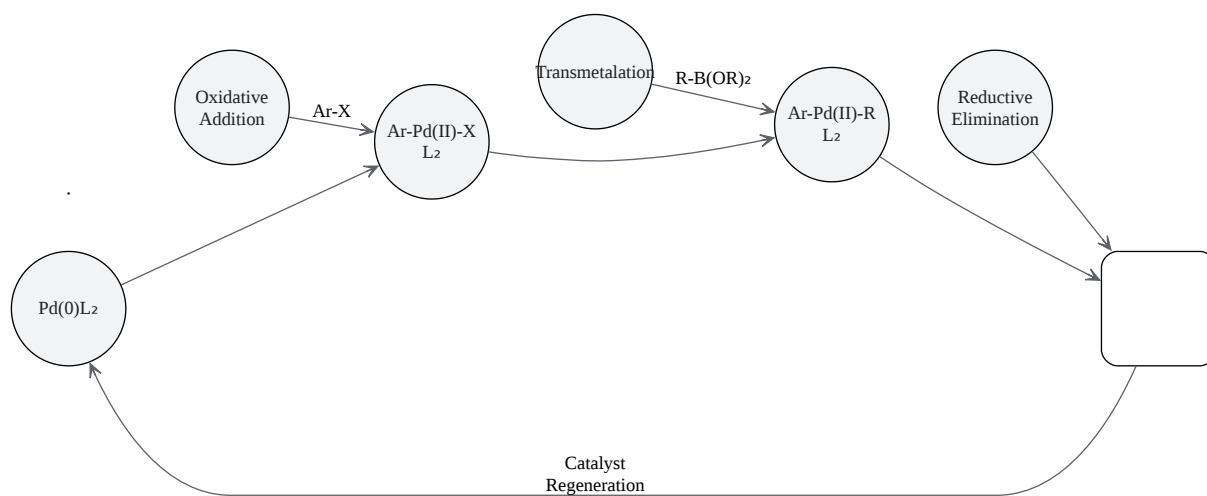 Transmetalation
R-B(OR)₂
Oxidative
Addition
Ar-X
Ar-Pd(II)-X
L₂
Ar-Pd(II)-R
L₂
Reductive
Elimination
.
Pd(0)L₂
Catalyst
Regeneration